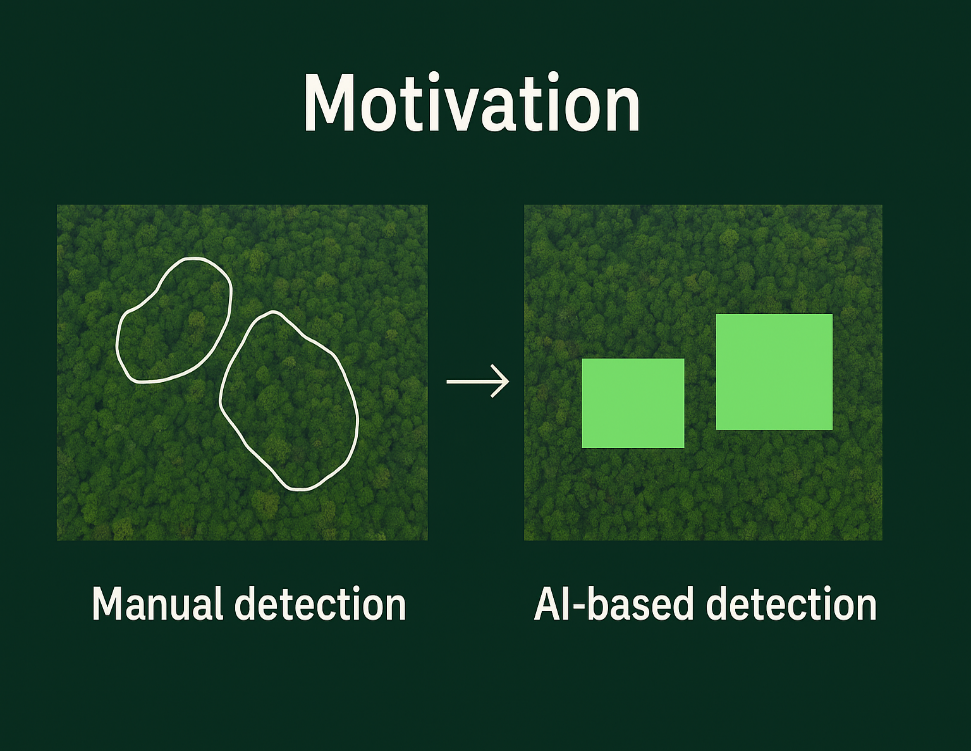 Motivation
Manual detection
AI-based detection